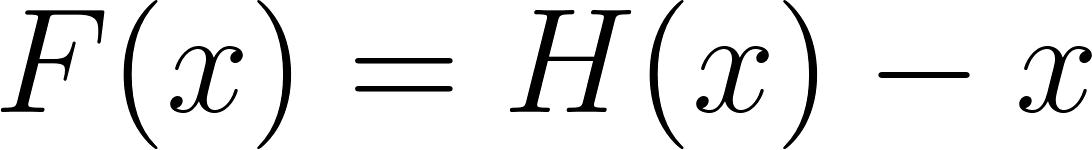 F(x) = H(x) − x